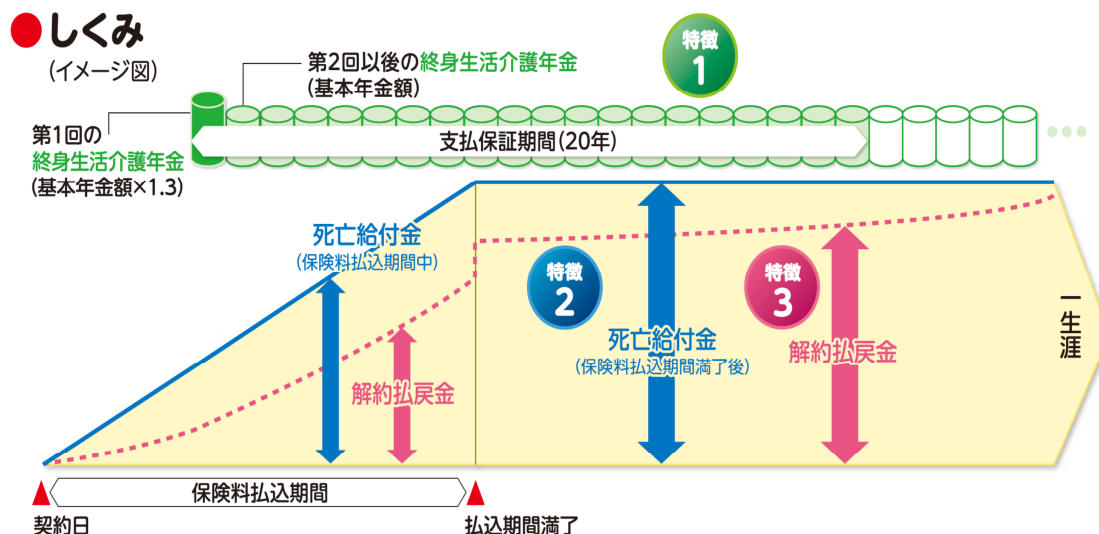 しくみ
(イメージ図)
特徴
1
第2回以後の終身生活介護年金
(基本年金額)
第1回の
終身生活介護年金
(基本年金額×1.3)
支払保証期間(20年)
死亡給付金
(保険料払込期間中)
解約払戻金
特徴
2
死亡給付金
(保険料払込期間満了後)
特徴
3
解約払戻金
一生涯
保険料払込期間
契約日
払込期間満了